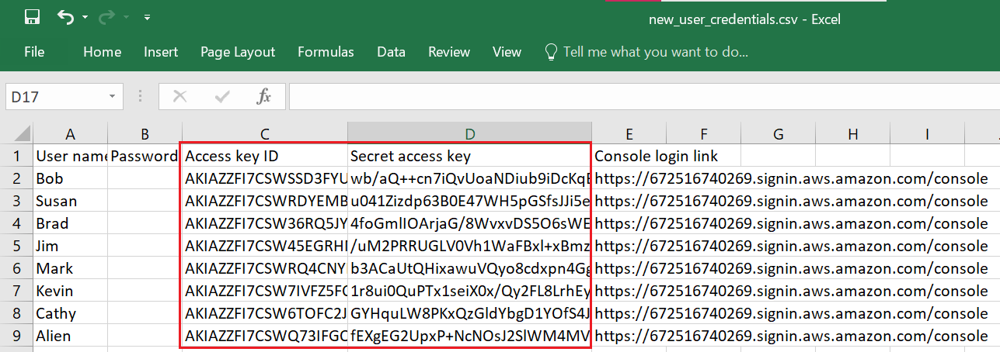 new_user_credentials.csv - Excel
File Home Insert Page Layout Formulas Data Review View Tell me what you want to do...
D17 fx
A B C D E F G H I
1 User name Password Access key ID Secret access key Console login link
2 Bob AKIAZZFI7CSWSSD3FYU wb/aQ++cn7iQvUoaNDiub9iDcKqE https://672516740269.signin.aws.amazon.com/console
3 Susan AKIAZZFI7CSWRDYEMB u041Zizdp63B0E47WH5pGSfsJJi5e https://672516740269.signin.aws.amazon.com/console
4 Brad AKIAZZFI7CSW36RQ5JY 4foGmlIOArjaG/8WvxvDS5O6sWE https://672516740269.signin.aws.amazon.com/console
5 Jim AKIAZZFI7CSW45EGRHI /uM2PRRUGLV0Vh1WaFBxl+xBmz https://672516740269.signin.aws.amazon.com/console
6 Mark AKIAZZFI7CSWRQ4CNY b3ACaUtQHixawuVQyo8cdxpn4Gg https://672516740269.signin.aws.amazon.com/console
7 Kevin AKIAZZFI7CSW7IVFZ5FC 1r8ui0QuPTx1seiX0x/Qy2FL8LrhEy https://672516740269.signin.aws.amazon.com/console
8 Cathy AKIAZZFI7CSW6TOFC2J GYHquLW8PKxQzGldYbgD1YOfS4J https://672516740269.signin.aws.amazon.com/console
9 Alien AKIAZZFI7CSWQ73IFGC fEXgEG2UpxP+NcNOsJ2SlWM4MV https://672516740269.signin.aws.amazon.com/console